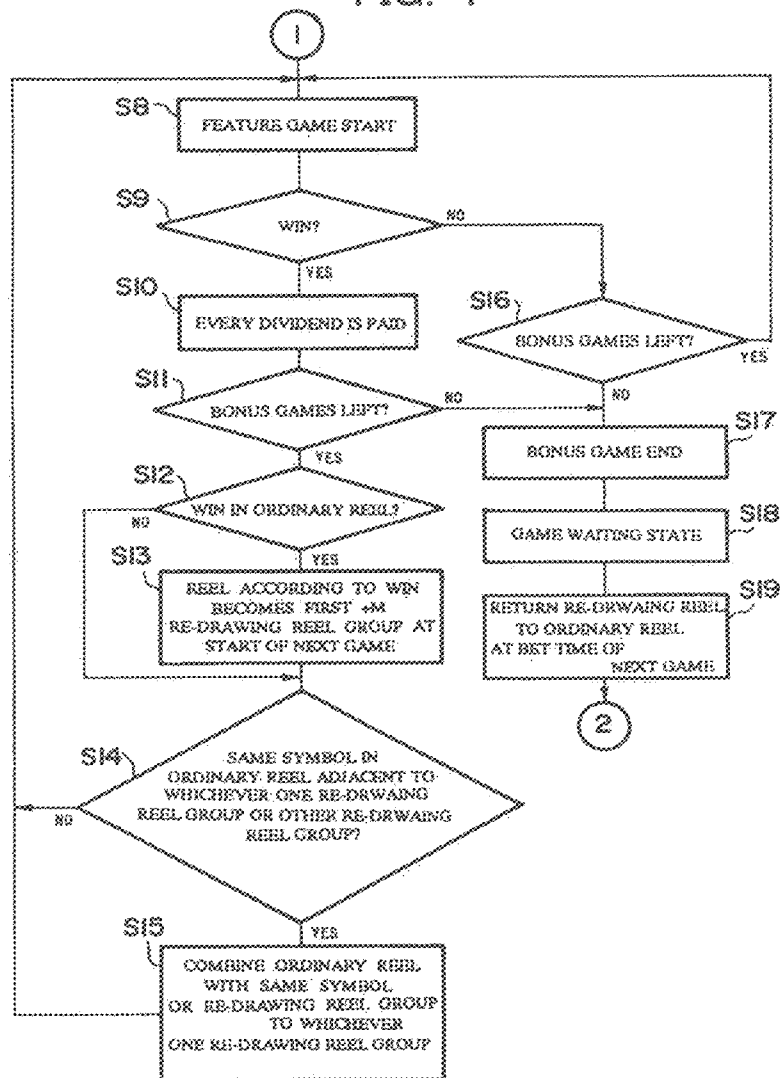 1
S8
FEATURE GAME START
S9
WIN?
NO
YES
S10
EVERY DIVIDEND IS PAID
S16
BONUS GAMES LEFT?
YES
NO
S11
BONUS GAMES LEFT?
NO
YES
S17
BONUS GAME END
S12
WIN IN ORDINARY REEL?
NO
YES
S18
GAME WAITING STATE
S13
REEL ACCORDING TO WIN
BECOMES FIRST +M
RE-DRAWING REEL GROUP AT
START OF NEXT GAME
S19
RETURN RE-DRWAING REEL
TO ORDINARY REEL
AT BET TIME OF
NEXT GAME
2
S14
SAME SYMBOL IN
ORDINARY REEL ADJACENT TO
WHICHEVER ONE RE-DRWAING
REEL GROUP OR OTHER RE-DRWAING
REEL GROUP?
NO
YES
S15
COMBINE ORDINARY REEL
WITH SAME SYMBOL
OR RE-DRAWING REEL GROUP
TO WHICHEVER
ONE RE-DRAWING REEL GROUP